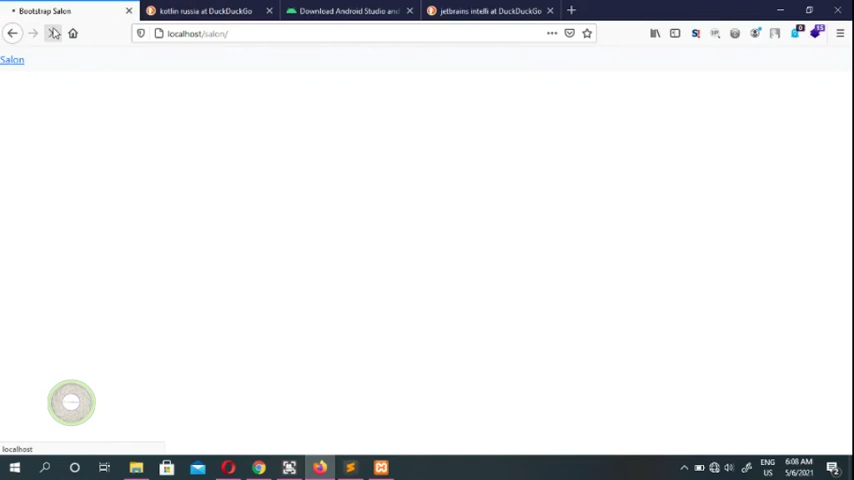 Bootstrap Salon
kotlin russia at DuckDuckGo
Download Android Studio and
jetbrains intelli at DuckDuckGo
localhost/salon/
Salon
localhost
ENG
US
6:08 AM
5/6/2021